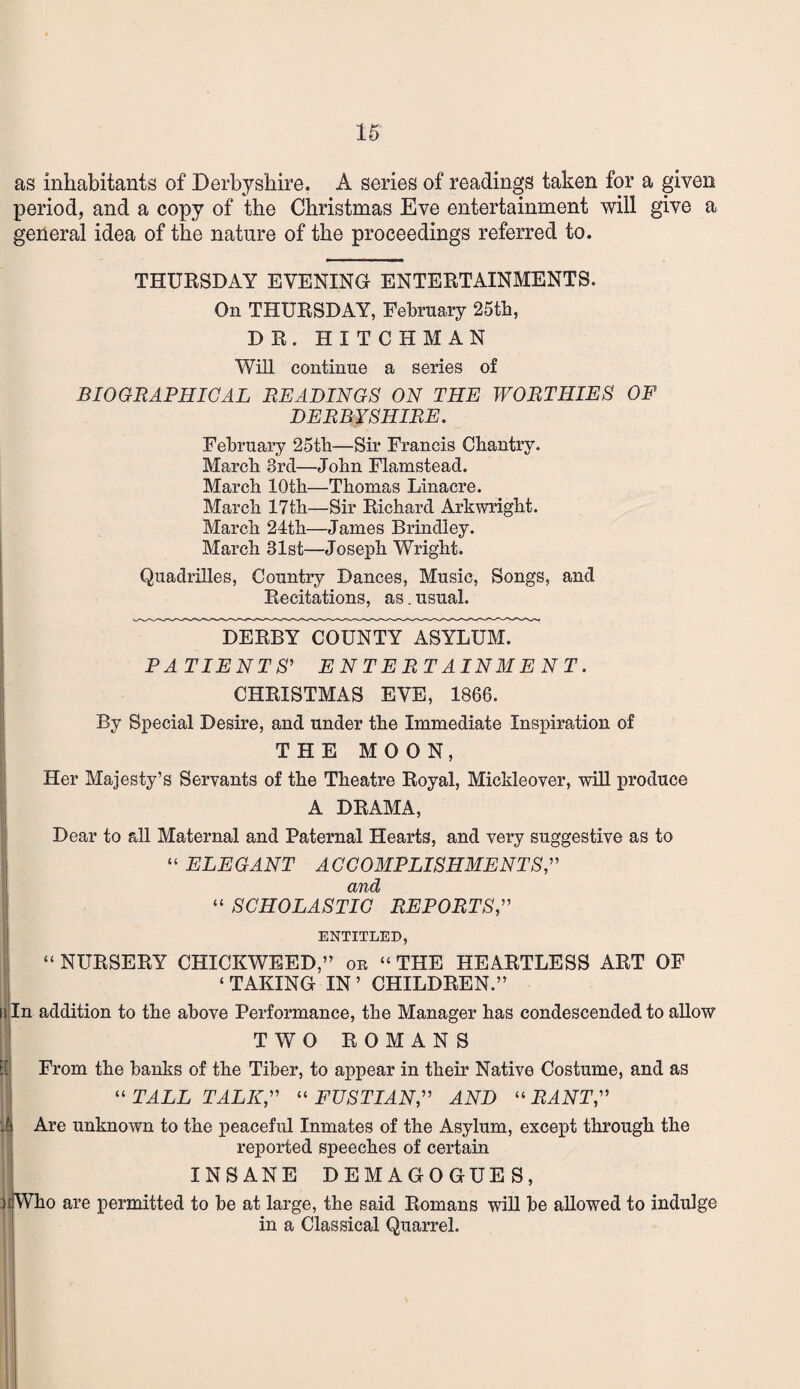 15
as inhabitants of Derbyshire. A series of readings taken for a given
period, and a copy of the Christmas Eve entertainment will give a
general idea of the nature of the proceedings referred to.
THURSDAY EVENING ENTERTAINMENTS.
On THURSDAY, February 25th,
DR. HITCHMAN
Will continue a series of
BIOGRAPHICAL READINGS ON THE WORTHIES OF
DERBYSHIRE.
February 25th—Sir Francis Chantry.
March 3rd—John Flamstead.
March 10th—Thomas Linacre.
March 17th—Sir Richard Arkwright.
March 24th—James Brindley.
March 31st—Joseph Wright.
Quadrilles, Country Dances, Music, Songs, and
Recitations, as usual.
DERBY COUNTY ASYLUM.
PATIENTS' ENTERTAINMENT.
CHRISTMAS EVE, 1866.
By Special Desire, and under the Immediate Inspiration of
THE MOON,
Her Majesty's Servants of the Theatre Royal, Mickleover, will produce
A DRAMA,
Dear to all Maternal and Paternal Hearts, and very suggestive as to
"ELEGANT ACCOMPLISHMENTS,"
and
"SCHOLASTIC REPORTS,"
ENTITLED,
"NURSERY CHICKWEED," OR "THE HEARTLESS ART OF
'TAKING IN' CHILDREN."
In addition to the above Performance, the Manager has condescended to allow
TWO ROMANS
From the banks of the Tiber, to appear in their Native Costume, and as
"TALL TALK," "FUSTIAN," AND "RANT,"
Are unknown to the peaceful Inmates of the Asylum, except through the
reported speeches of certain
INSANE DEMAGOGUES,
Who are permitted to be at large, the said Romans will be allowed to indulge
in a Classical Quarrel.